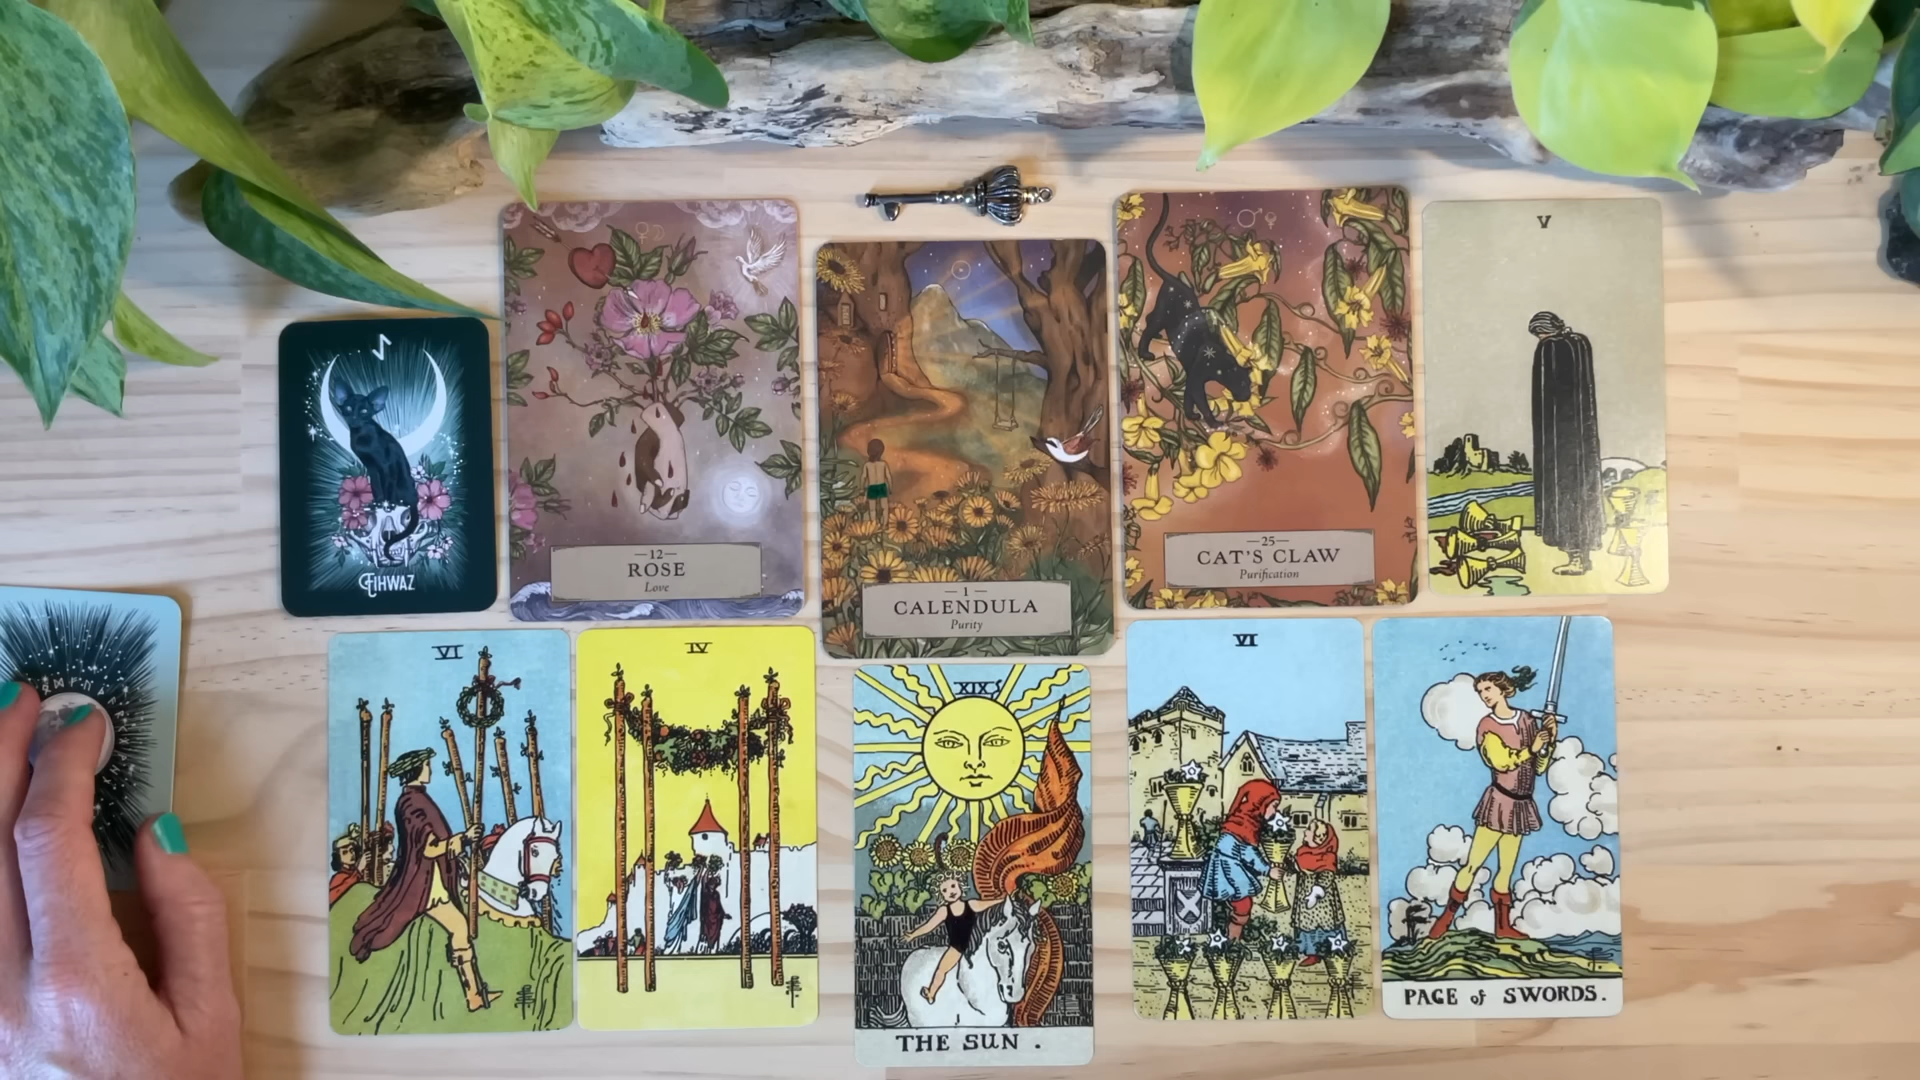 EIHWAZ
—12—
ROSE
Love
—1—
CALENDULA
Purity
—25—
CAT'S CLAW
Purification
V
VI
IV
XIX
THE SUN .
VI
PAGE of SWORDS.